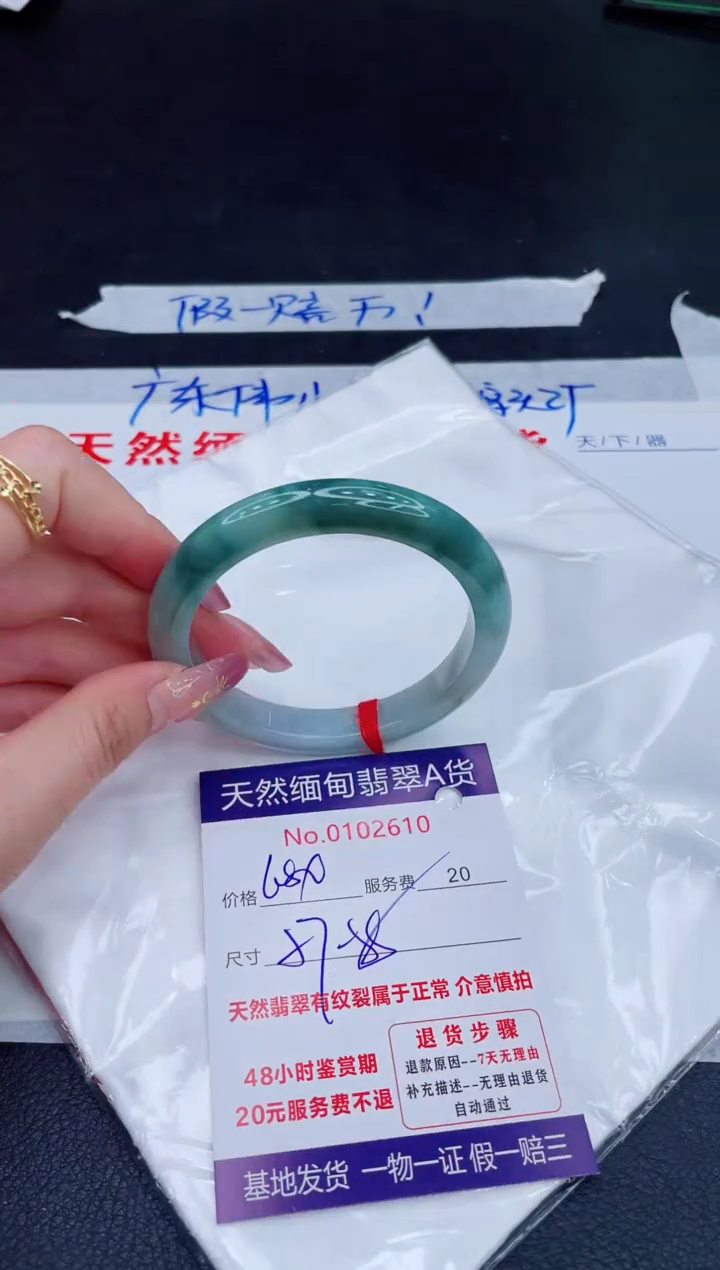 假一赔万!
广东
天然缅
天/下/器
天然缅甸翡翠A货
No.0102610
价格 680 服务费 20
尺寸 57-58
天然翡翠有纹裂属于正常 介意慎拍
48小时鉴赏期
20元服务费不退
退货步骤
退款原因--7天无理由
补充描述--无理由退货
自动通过
基地发货 一物一证 假一赔三